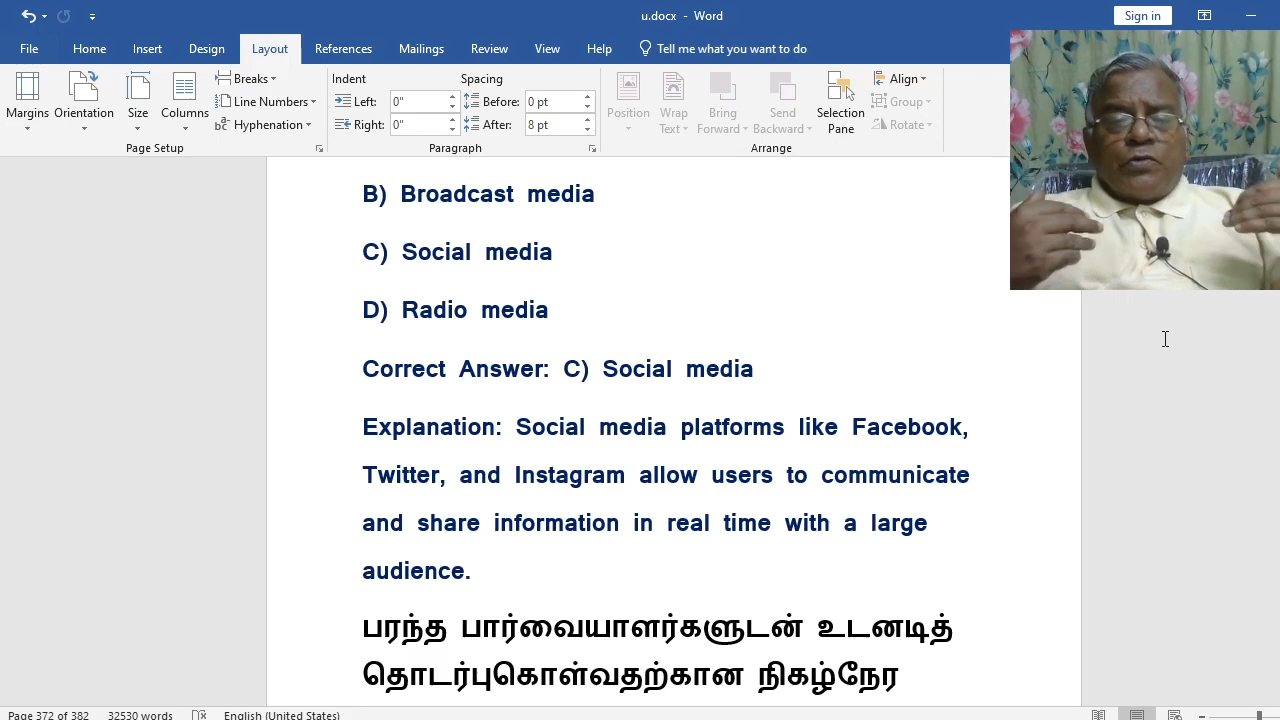 u.docx - Word
Sign in
File Home Insert Design Layout References Mailings Review View Help Tell me what you want to do
Margins Orientation Size Columns
Breaks
Line Numbers
Hyphenation
Page Setup
Indent Spacing
Left: 0" Before: 0 pt
Right: 0" After: 8 pt
Paragraph
Position Wrap Text Bring Forward Send Backward Selection Pane
Align
Group
Rotate
Arrange
B) Broadcast media
C) Social media
D) Radio media
Correct Answer: C) Social media
Explanation: Social media platforms like Facebook,
Twitter, and Instagram allow users to communicate
and share information in real time with a large
audience.
பரந்த பார்வையாளர்களுடன் உடனடித்
தொடர்புகொள்வதற்கான நிகழ்நேர
Page 372 of 382 32530 words English (United States)